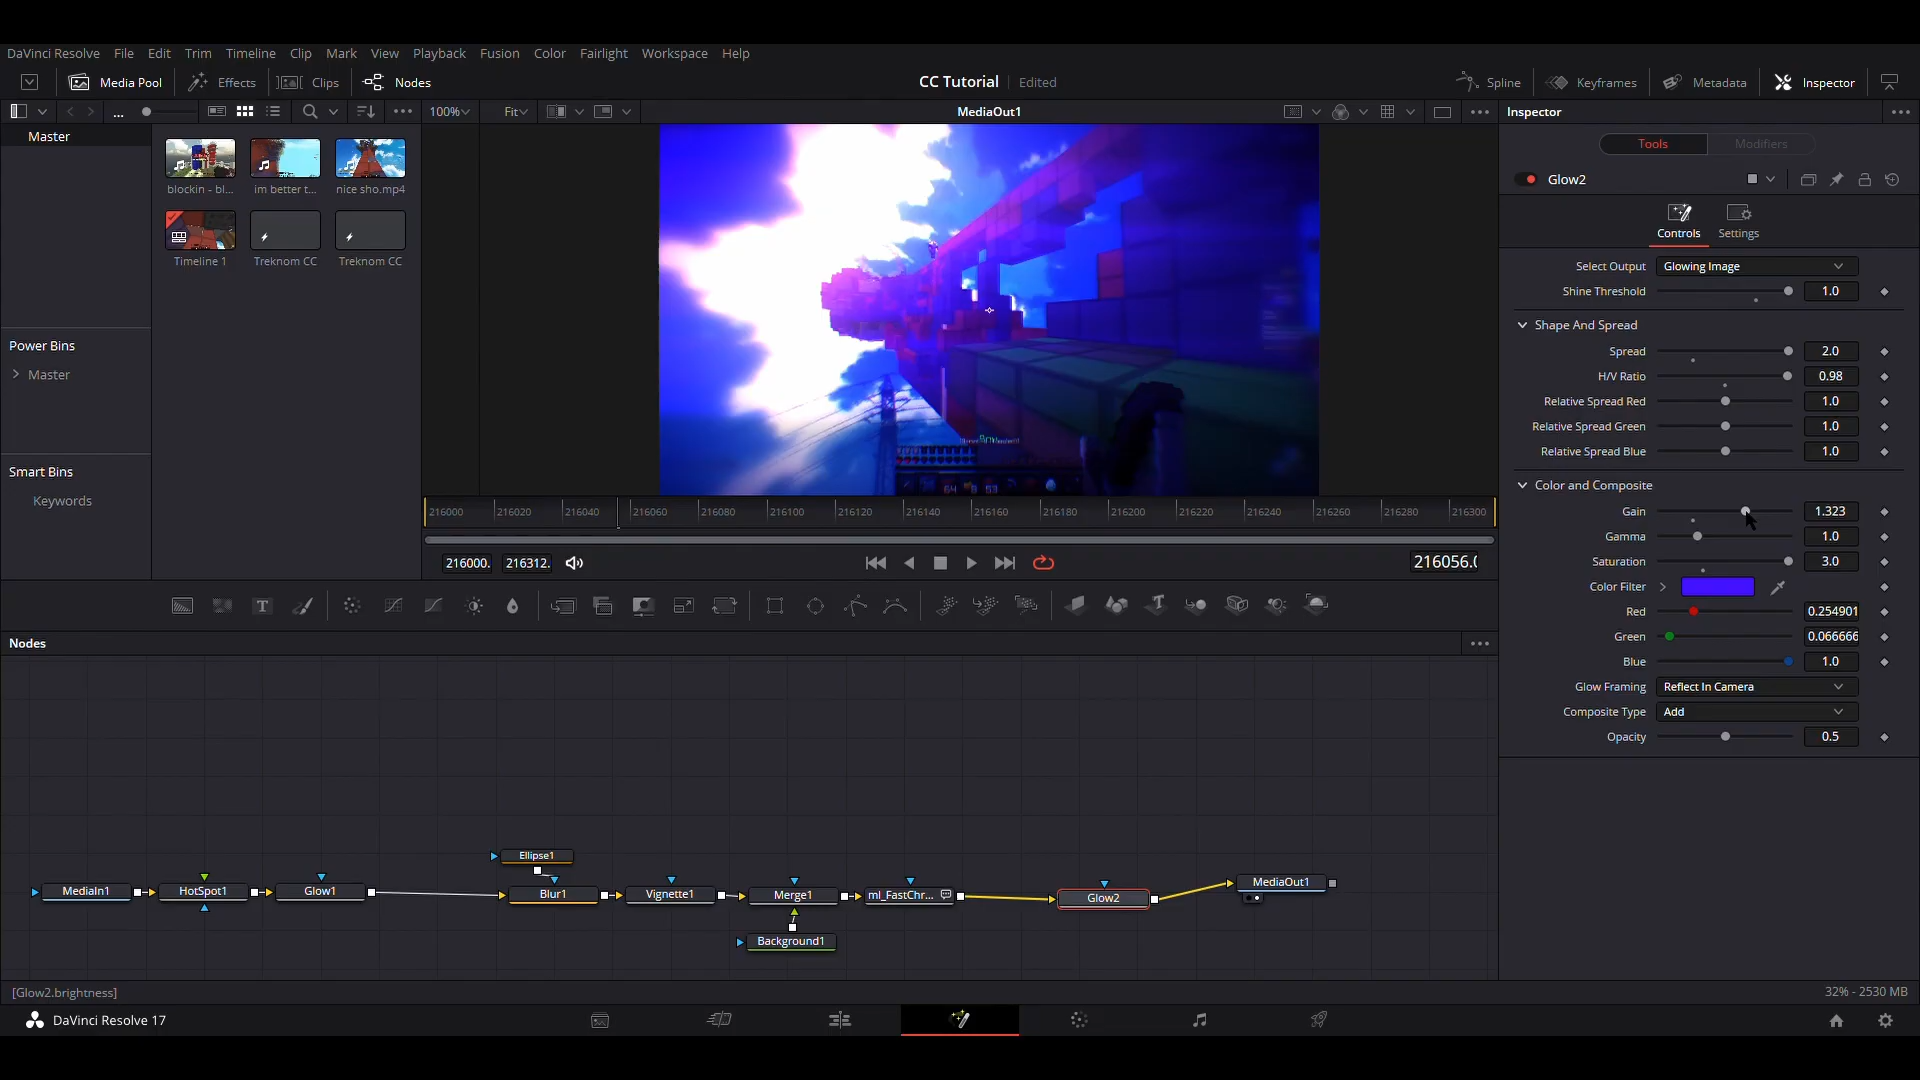 DaVinci Resolve File Edit Trim Timeline Clip Mark View Playback Fusion Color Fairlight Workspace Help
Media Pool Effects Clips Nodes CC Tutorial Edited Spline Keyframes Metadata Inspector
... 100% Fit MediaOut1 Inspector
Master
Tools Modifiers
blockin - bl... im better t... nice sho.mp4
Glow2
Timeline 1 Treknom CC Treknom CC
Controls Settings
Select Output Glowing Image
Shine Threshold 1.0
Shape And Spread
Power Bins
Master
Spread 2.0
H/V Ratio 0.98
Relative Spread Red 1.0
Relative Spread Green 1.0
Relative Spread Blue 1.0
Smart Bins
Keywords
64 8 53
Color and Composite
216000 216020 216040 216060 216080 216100 216120 216140 216160 216180 216200 216220 216240 216260 216280 216300
Gain 1.323
Gamma 1.0
216000. 216312. 216056.0
Saturation 3.0
Color Filter
Red 0.254901
Green 0.066666
Nodes
Blue 1.0
Glow Framing Reflect In Camera
Composite Type Add
Opacity 0.5
Ellipse1
MediaIn1 HotSpot1 Glow1 Blur1 Vignette1 Merge1 ml_FastChr... Glow2 MediaOut1
Background1
[Glow2.brightness] 32% - 2530 MB
DaVinci Resolve 17